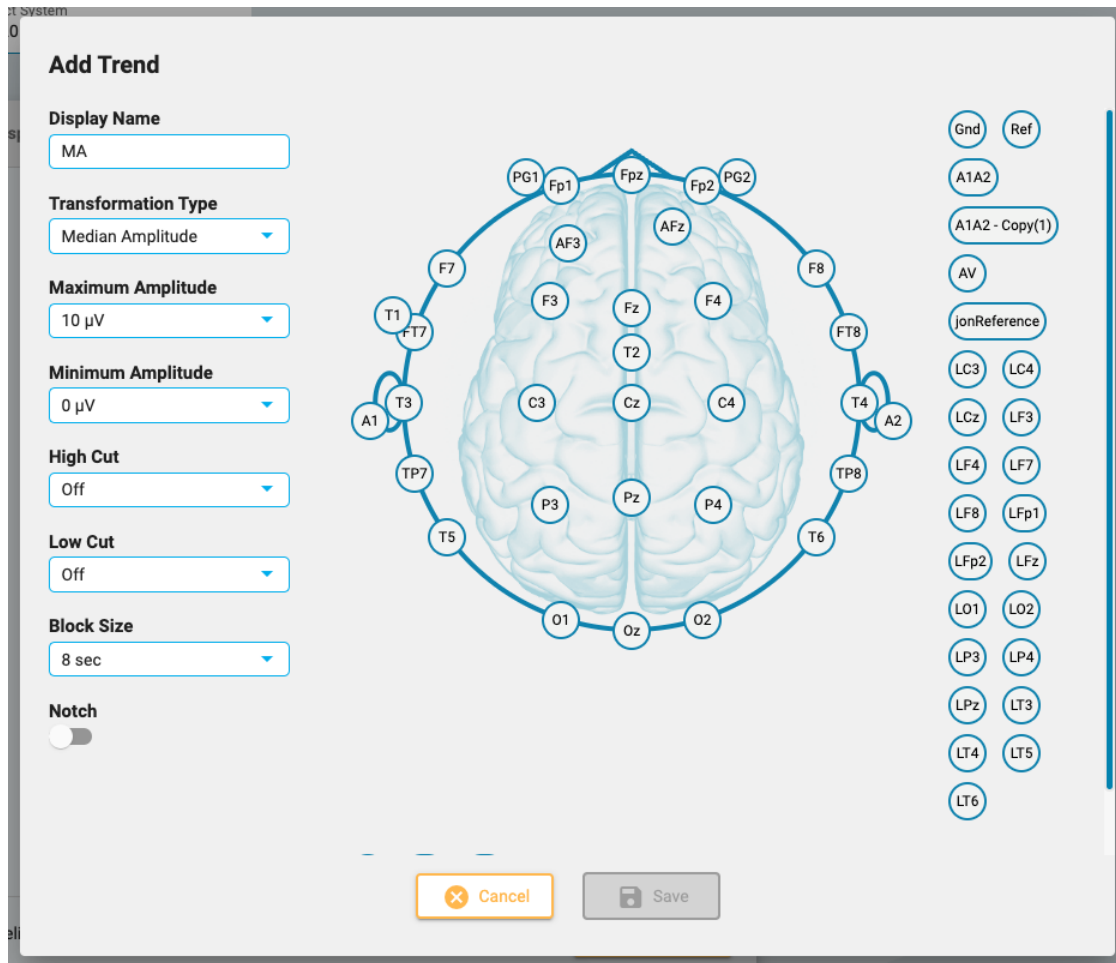 ct System
Add Trend
Display Name
MA
Transformation Type
Median Amplitude
Maximum Amplitude
10 µV
Minimum Amplitude
0 µV
High Cut
Off
Low Cut
Off
Block Size
8 sec
Notch
PG1 Fp1 Fpz Fp2 PG2
AF3 AFz
F7 F8
F3 Fz F4
T1 FT7 FT8
T2
A1 T3 C3 Cz C4 T4 A2
TP7 TP8
P3 Pz P4
T5 T6
O1 Oz O2
Gnd Ref
A1A2
A1A2 - Copy(1)
AV
jonReference
LC3 LC4
LCz LF3
LF4 LF7
LF8 LFp1
LFp2 LFz
LO1 LO2
LP3 LP4
LPz LT3
LT4 LT5
LT6
Cancel Save